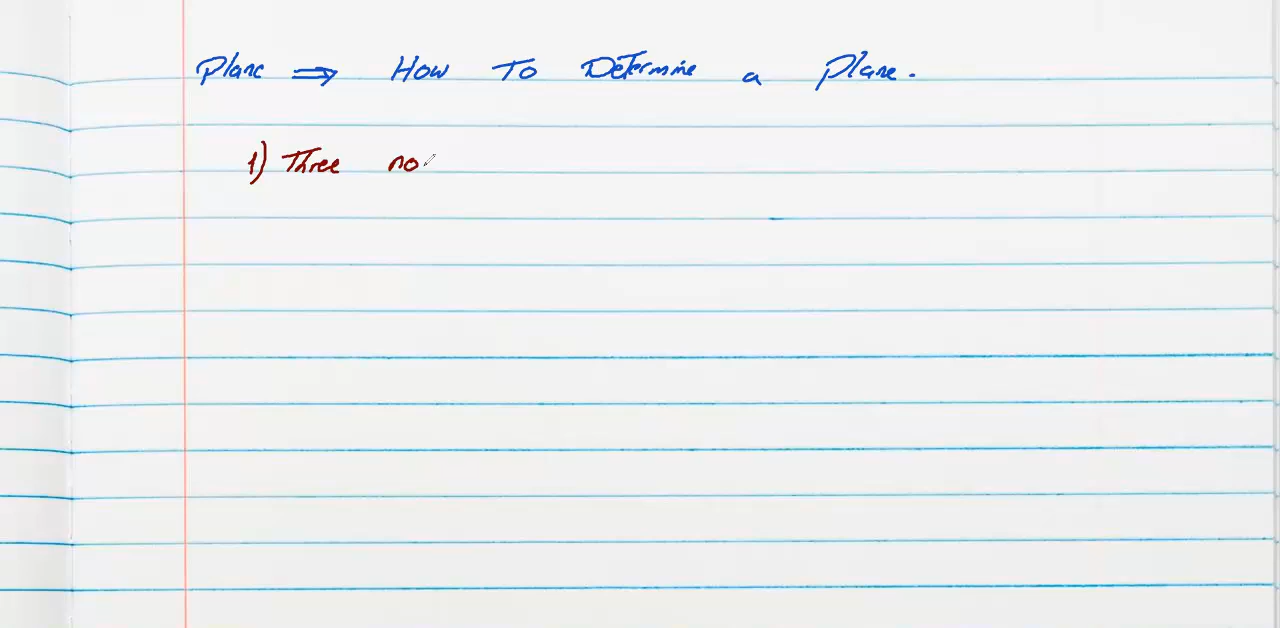 Plane ⇒ How To Determine a Plane.
1) Three no